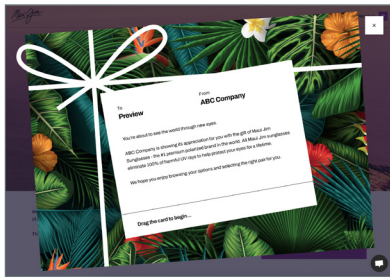 To
Preview
From
ABC Company
You're about to see the world through new eyes.
ABC Company is showing its appreciation for you with the gift of Maui Jim
Sunglasses - the #1 premium polarized brand in the world. All Maui Jim sunglasses
eliminate 100% of harmful UV rays to help protect your eyes for a lifetime.
We hope you enjoy browsing your options and selecting the right pair for you.
Drag the card to begin...